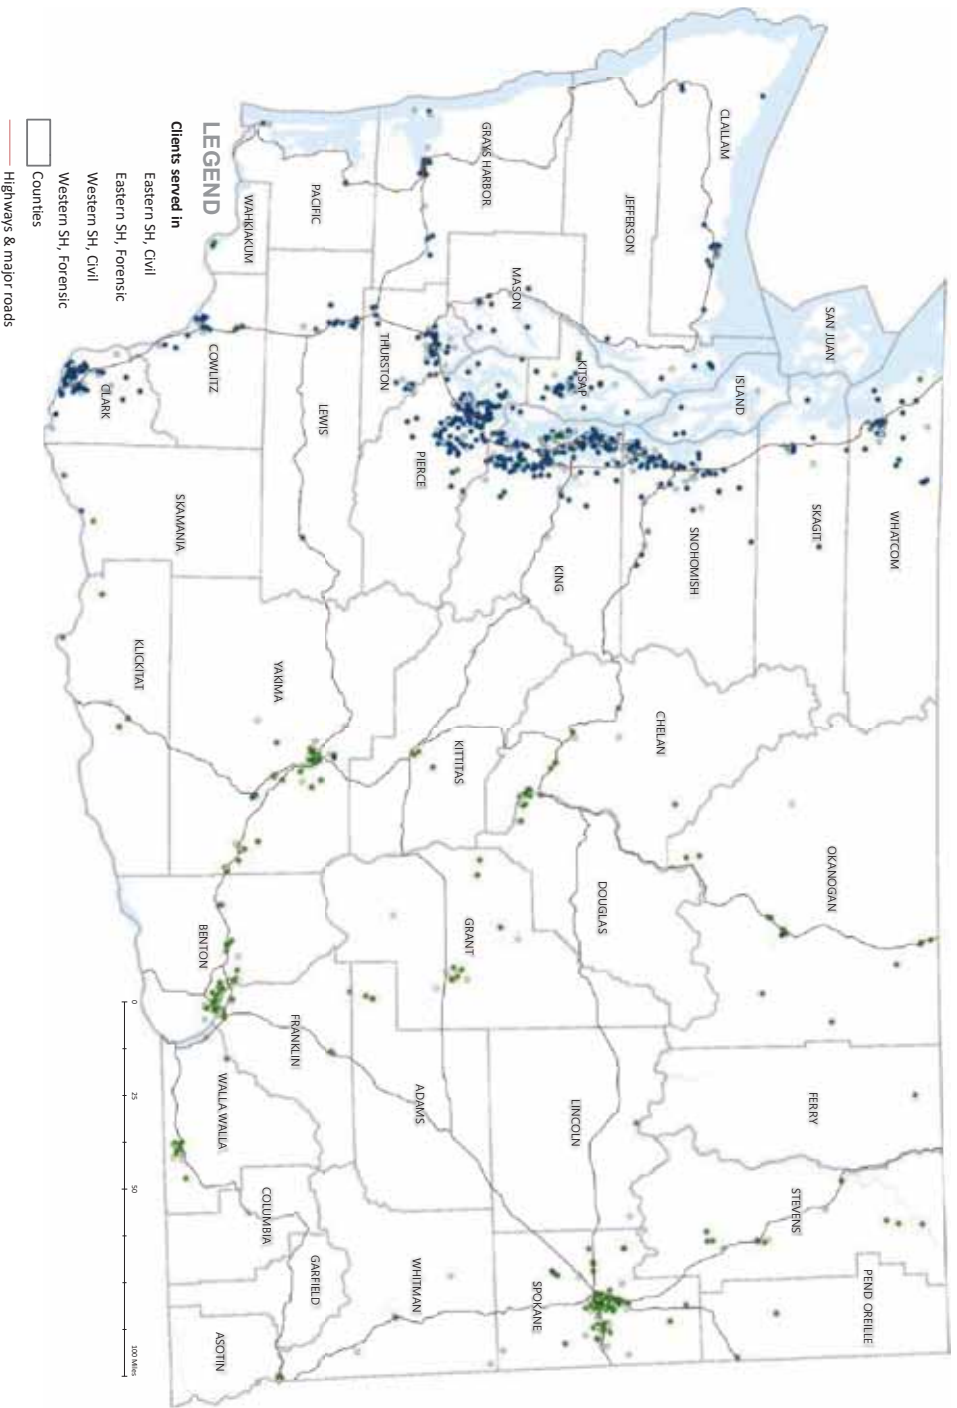 CLALLAM
JEFFERSON
GRAYS HARBOR
PACIFIC
WAHKIAKUM
MASON
SAN JUAN
ISLAND
KITSAP
THURSTON
COWLITZ
CLARK
LEWIS
PIERCE
SKAMANIA
WHATCOM
SKAGIT
SNOHOMISH
KING
YAKIMA
KLICKITAT
CHELAN
KITTITAS
OKANOGAN
DOUGLAS
GRANT
BENTON
FRANKLIN
WALLA WALLA
ADAMS
LINCOLN
FERRY
STEVENS
PEND OREILLE
SPOKANE
WHITMAN
COLUMBIA
GARFIELD
ASOTIN
LEGEND
Clients served in
Eastern SH, Civil
Eastern SH, Forensic
Western SH, Civil
Western SH, Forensic
Counties
Highways & major roads
0 25 50 100 Miles